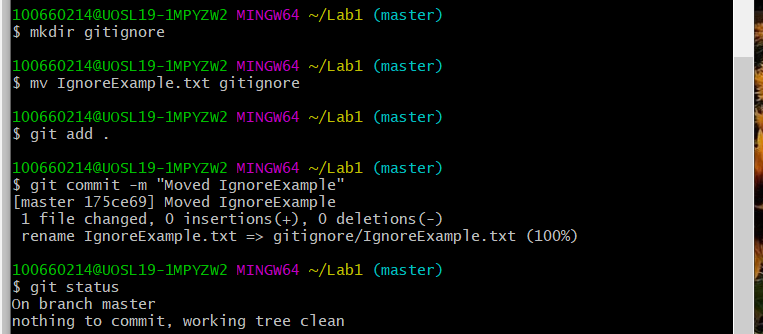 100660214@UOSL19-1MPYZW2 MINGW64 ~/Lab1 (master)
$ mkdir gitignore
100660214@UOSL19-1MPYZW2 MINGW64 ~/Lab1 (master)
$ mv IgnoreExample.txt gitignore
100660214@UOSL19-1MPYZW2 MINGW64 ~/Lab1 (master)
$ git add .
100660214@UOSL19-1MPYZW2 MINGW64 ~/Lab1 (master)
$ git commit -m "Moved IgnoreExample"
[master 175ce69] Moved IgnoreExample
 1 file changed, 0 insertions(+), 0 deletions(-)
 rename IgnoreExample.txt => gitignore/IgnoreExample.txt (100%)
100660214@UOSL19-1MPYZW2 MINGW64 ~/Lab1 (master)
$ git status
On branch master
nothing to commit, working tree clean